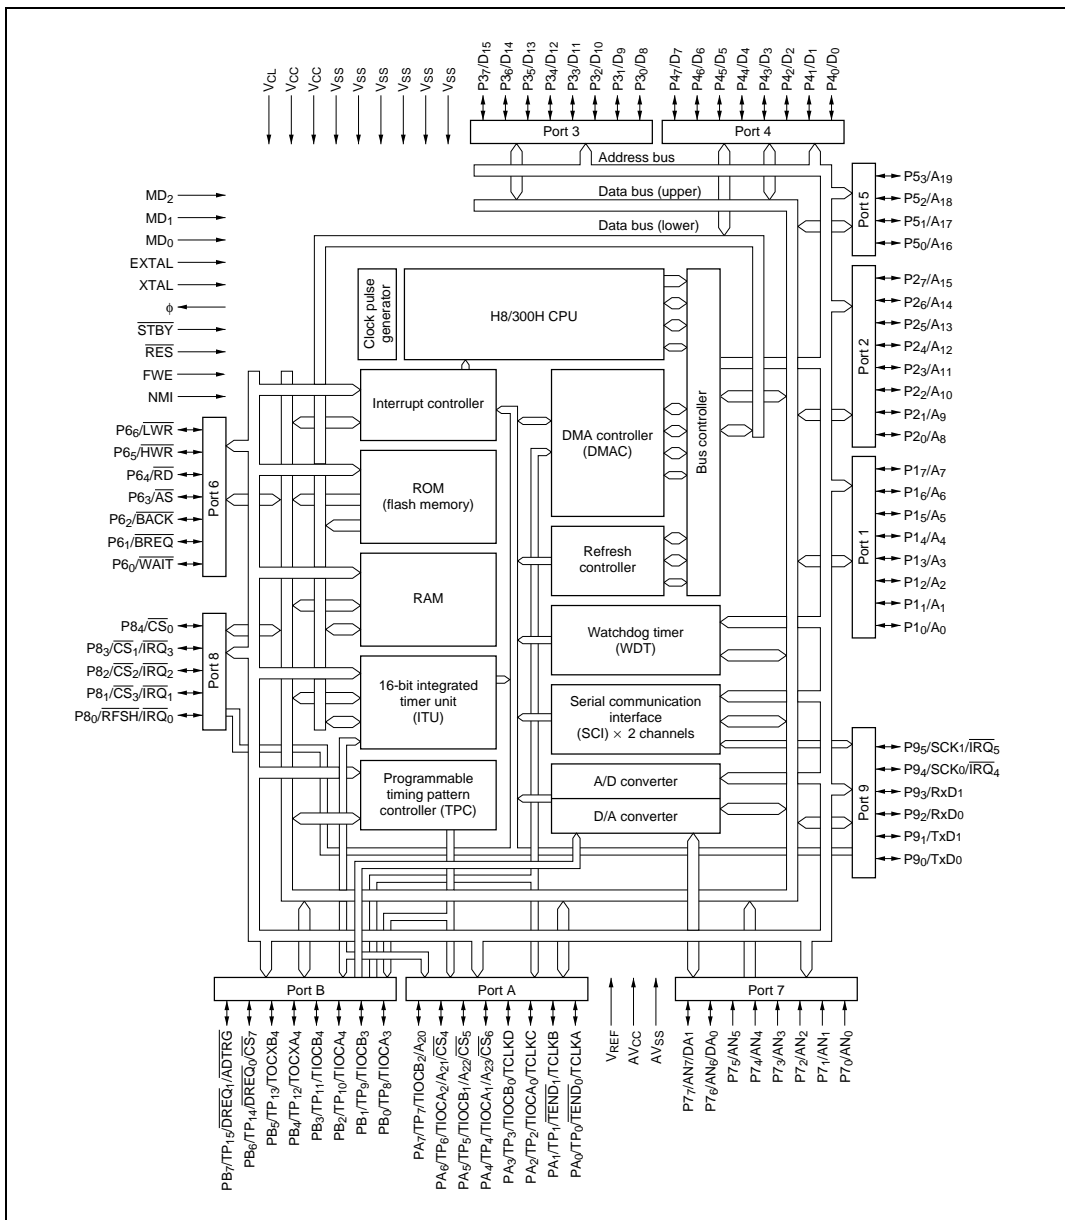 VCL
VCC
VCC
VSS
VSS
VSS
VSS
VSS
VSS
P37/D15
P36/D14
P35/D13
P34/D12
P33/D11
P32/D10
P31/D9
P30/D8
P47/D7
P46/D6
P45/D5
P44/D4
P43/D3
P42/D2
P41/D1
P40/D0
Port 3
Port 4
Address bus
Data bus (upper)
Data bus (lower)
MD2
MD1
MD0
EXTAL
XTAL
ϕ
STBY
RES
FWE
NMI
P66/LWR
P65/HWR
P64/RD
P63/AS
P62/BACK
P61/BREQ
P60/WAIT
Port 6
P84/CS0
P83/CS1/IRQ3
P82/CS2/IRQ2
P81/CS3/IRQ1
P80/RFSH/IRQ0
Port 8
Clock pulse
generator
H8/300H CPU
Interrupt controller
ROM
(flash memory)
RAM
16-bit integrated
timer unit
(ITU)
Programmable
timing pattern
controller (TPC)
DMA controller
(DMAC)
Bus controller
Refresh
controller
Watchdog timer
(WDT)
Serial communication
interface
(SCI) × 2 channels
A/D converter
D/A converter
Port 5
P53/A19
P52/A18
P51/A17
P50/A16
Port 2
P27/A15
P26/A14
P25/A13
P24/A12
P23/A11
P22/A10
P21/A9
P20/A8
Port 1
P17/A7
P16/A6
P15/A5
P14/A4
P13/A3
P12/A2
P11/A1
P10/A0
Port 9
P95/SCK1/IRQ5
P94/SCK0/IRQ4
P93/RxD1
P92/RxD0
P91/TxD1
P90/TxD0
Port B
Port A
Port 7
PB7/TP15/DREQ1/ADTRG
PB6/TP14/DREQ0/CS7
PB5/TP13/TOCXB4
PB4/TP12/TOCXA4
PB3/TP11/TIOCB4
PB2/TP10/TIOCA4
PB1/TP9/TIOCB3
PB0/TP8/TIOCA3
PA7/TP7/TIOCB2/A20
PA6/TP6/TIOCA2/A21/CS4
PA5/TP5/TIOCB1/A22/CS5
PA4/TP4/TIOCA1/A23/CS6
PA3/TP3/TIOCB0/TCLKD
PA2/TP2/TIOCA0/TCLKC
PA1/TP1/TEND1/TCLKB
PA0/TP0/TEND0/TCLKA
VREF
AVCC
AVSS
P77/AN7/DA1
P76/AN6/DA0
P75/AN5
P74/AN4
P73/AN3
P72/AN2
P71/AN1
P70/AN0